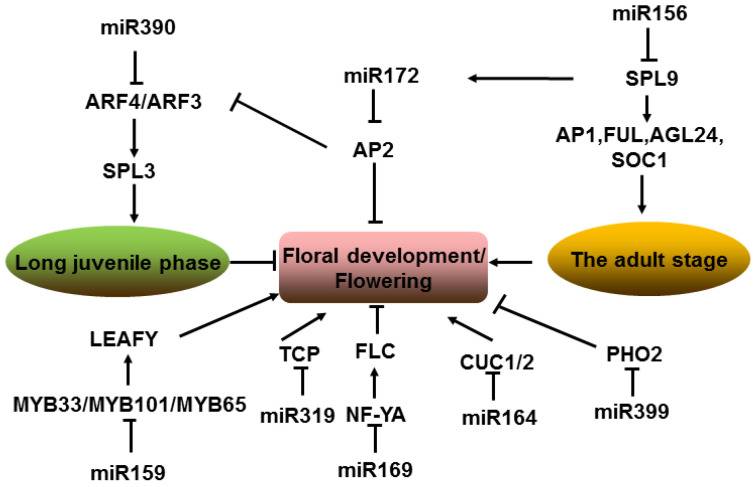 miR390
miR156
miR172
SPL9
ARF4/ARF3
AP1,FUL,AGL24,
SOC1
AP2
SPL3
Long juvenile phase
Floral development/
Flowering
The adult stage
LEAFY
TCP
FLC
CUC1/2
PHO2
MYB33/MYB101/MYB65
miR319
NF-YA
miR164
miR399
miR159
miR169